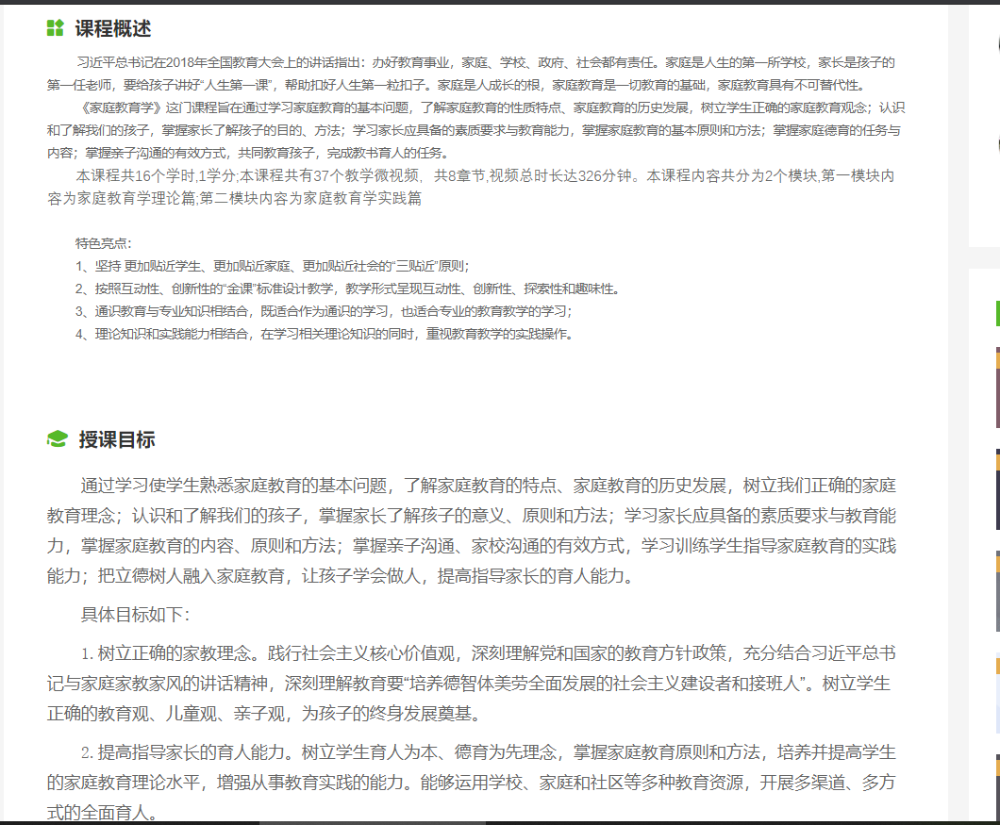 课程概述
习近平总书记在2018年全国教育大会上的讲话指出：办好教育事业，家庭、学校、政府、社会都有责任。家庭是人生的第一所学校，家长是孩子的
第一任老师，要给孩子讲好“人生第一课”，帮助扣好人生第一粒扣子。家庭是人成长的根，家庭教育是一切教育的基础，家庭教育具有不可替代性。
《家庭教育学》这门课程旨在通过学习家庭教育的基本问题，了解家庭教育的性质特点、家庭教育的历史发展，树立学生正确的家庭教育观念；认识
和了解我们的孩子，掌握家长了解孩子的目的、方法；学习家长应具备的素质要求与教育能力，掌握家庭教育的基本原则和方法；掌握家庭德育的任务与
内容；掌握亲子沟通的有效方式，共同教育孩子，完成教书育人的任务。
本课程共16个学时,1学分;本课程共有37个教学微视频，共8章节,视频总时长达326分钟。本课程内容共分为2个模块,第一模块内
容为家庭教育学理论篇;第二模块内容为家庭教育学实践篇
特色亮点：
1、坚持 更加贴近学生、更加贴近家庭、更加贴近社会的“三贴近”原则；
2、按照互动性、创新性的“金课”标准设计教学，教学形式呈现互动性、创新性、探索性和趣味性。
3、通识教育与专业知识相结合，既适合作为通识的学习，也适合专业的教育教学的学习；
4、理论知识和实践能力相结合，在学习相关理论知识的同时，重视教育教学的实践操作。
授课目标
通过学习使学生熟悉家庭教育的基本问题，了解家庭教育的特点、家庭教育的历史发展，树立我们正确的家庭
教育理念；认识和了解我们的孩子，掌握家长了解孩子的意义、原则和方法；学习家长应具备的素质要求与教育能
力，掌握家庭教育的内容、原则和方法；掌握亲子沟通、家校沟通的有效方式，学习训练学生指导家庭教育的实践
能力；把立德树人融入家庭教育，让孩子学会做人，提高指导家长的育人能力。
具体目标如下：
1. 树立正确的家教理念。践行社会主义核心价值观，深刻理解党和国家的教育方针政策，充分结合习近平总书
记与家庭家教家风的讲话精神，深刻理解教育要“培养德智体美劳全面发展的社会主义建设者和接班人”。树立学生
正确的教育观、儿童观、亲子观，为孩子的终身发展奠基。
2. 提高指导家长的育人能力。树立学生育人为本、德育为先理念，掌握家庭教育原则和方法，培养并提高学生
的家庭教育理论水平，增强从事教育实践的能力。能够运用学校、家庭和社区等多种教育资源，开展多渠道、多方
式的全面育人。